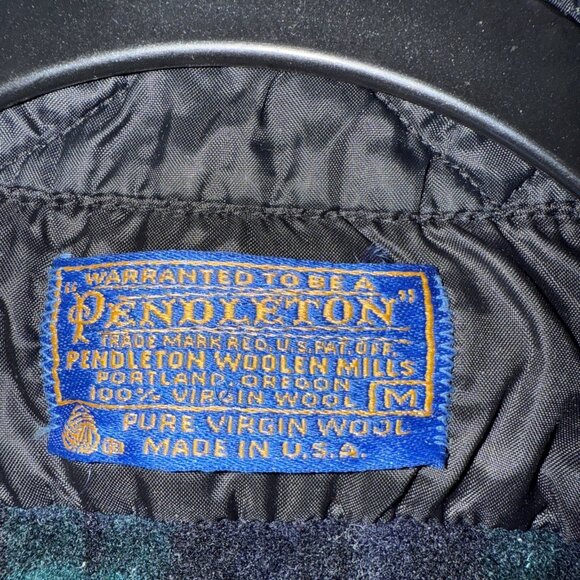 WARRANTED TO BE A
"PENDLETON"
TRADE MARK REG. U.S. PAT. OFF.
PENDLETON WOOLEN MILLS
PORTLAND, OREGON
100% VIRGIN WOOL M
® PURE VIRGIN WOOL
MADE IN U.S.A.